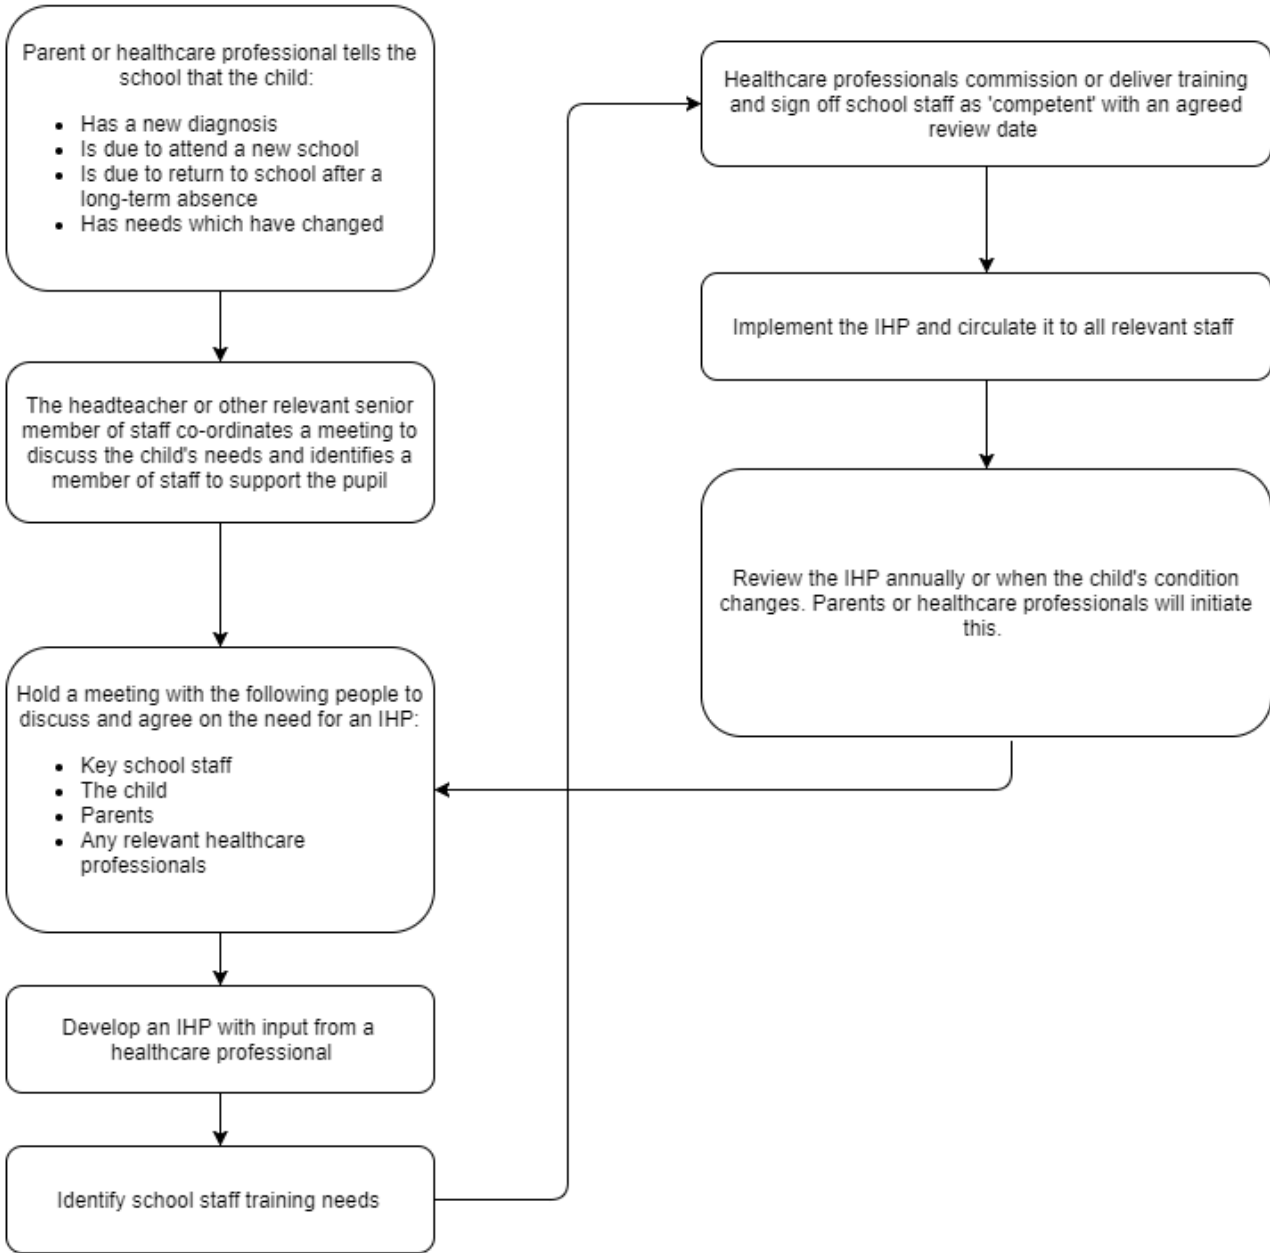 Parent or healthcare professional tells the
school that the child:
• Has a new diagnosis
• Is due to attend a new school
• Is due to return to school after a
long-term absence
• Has needs which have changed
The headteacher or other relevant senior
member of staff co-ordinates a meeting to
discuss the child's needs and identifies a
member of staff to support the pupil
Hold a meeting with the following people to
discuss and agree on the need for an IHP:
• Key school staff
• The child
• Parents
• Any relevant healthcare
professionals
Develop an IHP with input from a
healthcare professional
Identify school staff training needs
Healthcare professionals commission or deliver training
and sign off school staff as 'competent' with an agreed
review date
Implement the IHP and circulate it to all relevant staff
Review the IHP annually or when the child's condition
changes. Parents or healthcare professionals will initiate
this.